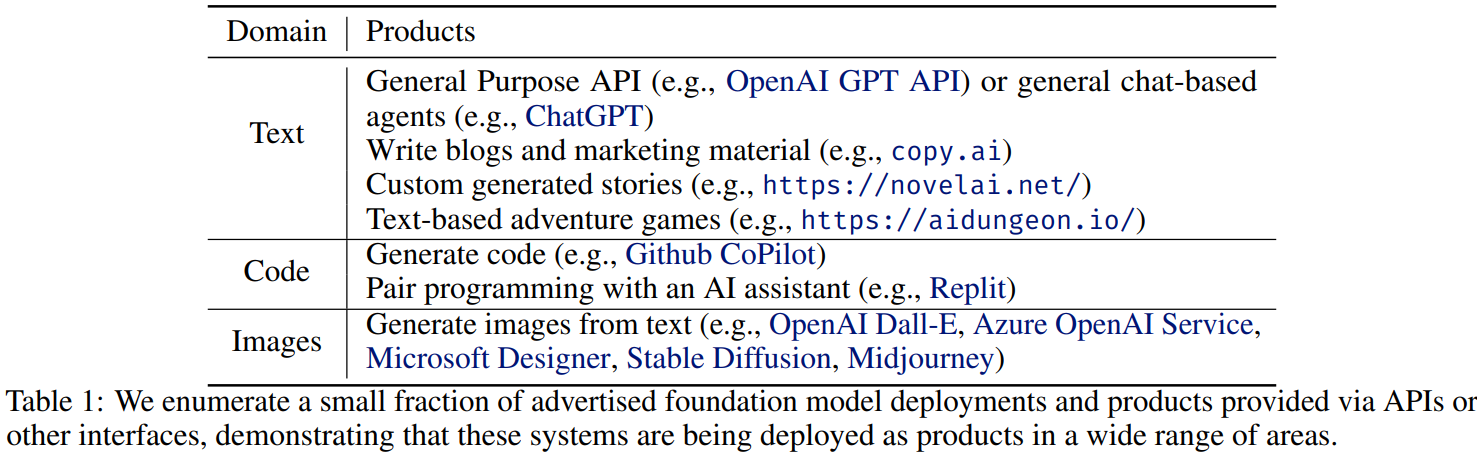 Domain Products
General Purpose API (e.g., OpenAI GPT API) or general chat-based
agents (e.g., ChatGPT)
Text
Write blogs and marketing material (e.g., copy.ai)
Custom generated stories (e.g., https://novelai.net/)
Text-based adventure games (e.g., https://aidungeon.io/)
Generate code (e.g., Github CoPilot)
Code
Pair programming with an AI assistant (e.g., Replit)
Generate images from text (e.g., OpenAI Dall-E, Azure OpenAI Service,
Images
Microsoft Designer, Stable Diffusion, Midjourney)
Table 1: We enumerate a small fraction of advertised foundation model deployments and products provided via APIs or
other interfaces, demonstrating that these systems are being deployed as products in a wide range of areas.